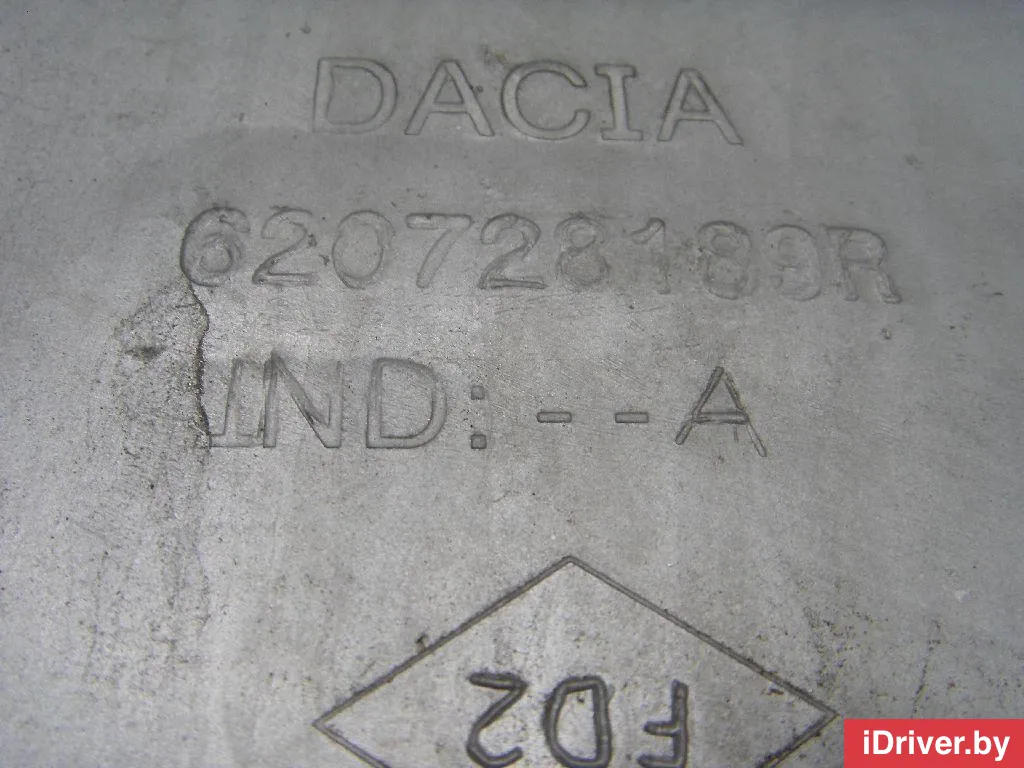 DACIA
620728189R
IND:--A
FD2
iDriver.by